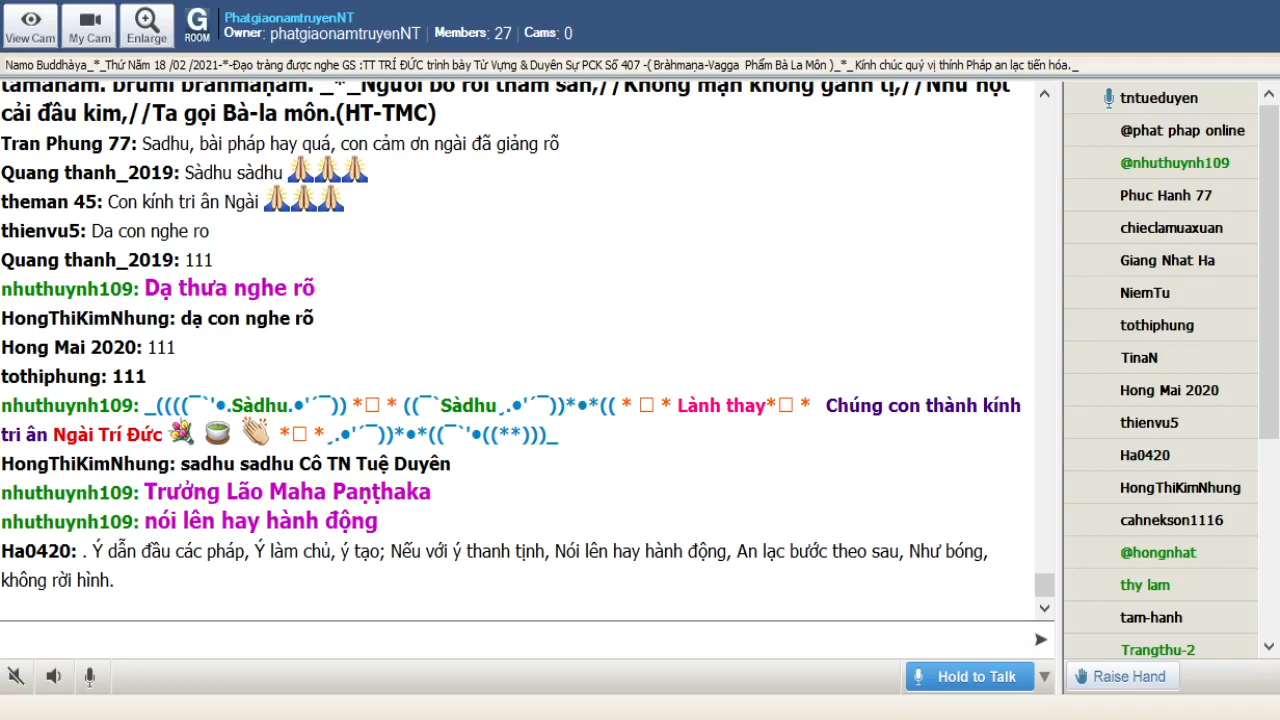 View Cam
My Cam
Enlarge
G
ROOM
PhatgiaonamtruyenNT
Owner: phatgiaonamtruyenNT | Members: 27 | Cams: 0
Namo Buddhàya_*_Thứ Năm 18 /02 /2021-*-Đạo tràng được nghe GS :TT TRÍ ĐỨC trình bày Từ Vựng & Duyên Sự PCK Số 407 -( Bràhmaṇa-Vagga Phẩm Bà La Môn )_*_ Kính chúc quý vị thính Pháp an lạc tiến hóa._
tamahaṁ. brūmi brāhmaṇaṁ. _*_Người bỏ rơi tham sân,//Không mạn không ganh tị,//Như hột
cải đầu kim,//Ta gọi Bà-la môn.(HT-TMC)
Tran Phung 77: Sadhu, bài pháp hay quá, con cảm ơn ngài đã giảng rõ
Quang thanh_2019: Sàdhu sàdhu 🙏🙏🙏
theman 45: Con kính tri ân Ngài 🙏🙏🙏
thienvu5: Da con nghe ro
Quang thanh_2019: 111
nhuthuynh109: Dạ thưa nghe rõ
HongThiKimNhung: dạ con nghe rõ
Hong Mai 2020: 111
tothiphung: 111
nhuthuynh109: _((((¯`'•.Sàdhu.•'´¯)) *□ * ((¯`Sàdhu¸.•'´¯))*•*(( * □ * Lành thay*□ * Chúng con thành kính
tri ân Ngài Trí Đức 💐 🍵 👏 *□ *¸.•'´¯))*•*((¯`'•((**)))_
HongThiKimNhung: sadhu sadhu Cô TN Tuệ Duyên
nhuthuynh109: Trưởng Lão Maha Paṇṭhaka
nhuthuynh109: nói lên hay hành động
Ha0420: . Ý dẫn đầu các pháp, Ý làm chủ, ý tạo; Nếu với ý thanh tịnh, Nói lên hay hành động, An lạc bước theo sau, Như bóng,
không rời hình.
Hold to Talk
tntueduyen
@phat phap online
@nhuthuynh109
Phuc Hanh 77
chieclamuaxuan
Giang Nhat Ha
NiemTu
tothiphung
TinaN
Hong Mai 2020
thienvu5
Ha0420
HongThiKimNhung
cahnekson1116
@hongnhat
thy lam
tam-hanh
Trangthu-2
Raise Hand